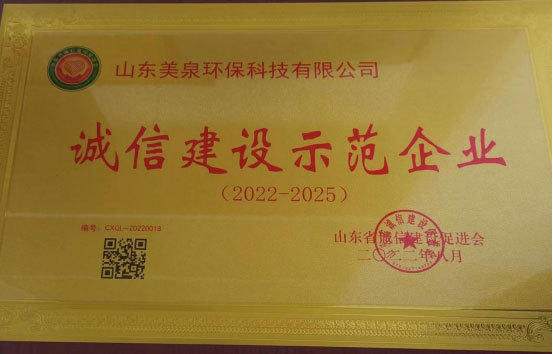 山东美泉环保科技有限公司
诚信建设示范企业
(2022-2025)
编号：CXQL-20220018
山东省诚信建设促进会
二〇二二年八月